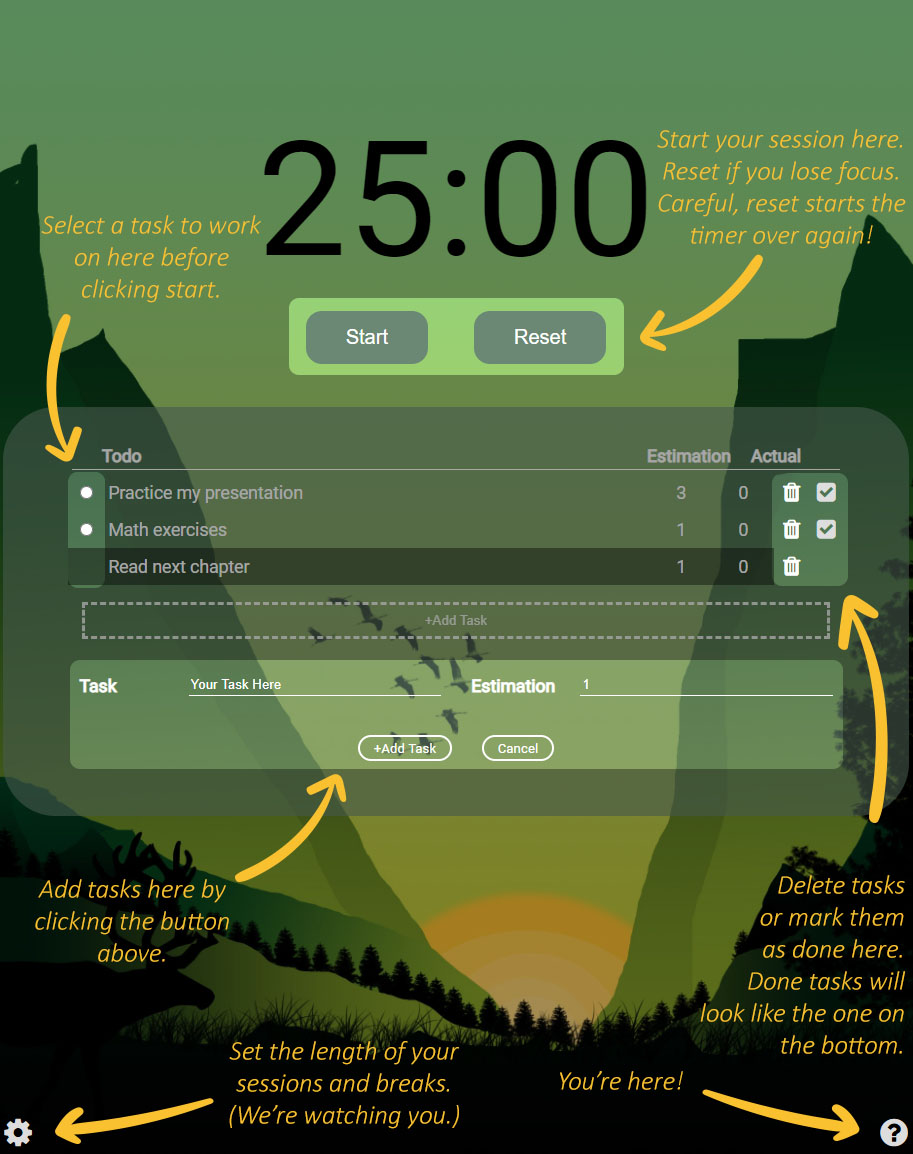 25:00
Start your session here.
Reset if you lose focus.
Careful, reset starts the
timer over again!
Select a task to work
on here before
clicking start.
Start
Reset
Todo Estimation Actual
Practice my presentation 3 0
Math exercises 1 0
Read next chapter 1 0
+Add Task
Task Your Task Here Estimation 1
+Add Task Cancel
Add tasks here by
clicking the button
above.
Delete tasks
or mark them
as done here.
Done tasks will
look like the one on
the bottom.
Set the length of your
sessions and breaks.
(We're watching you.)
You're here!
?